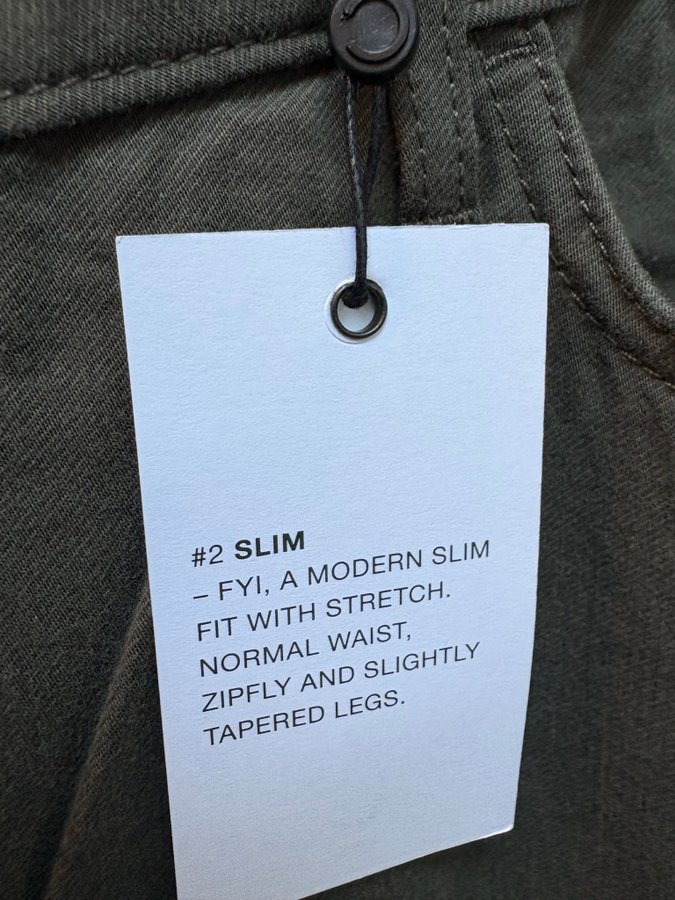 #2 SLIM
– FYI, A MODERN SLIM
FIT WITH STRETCH.
NORMAL WAIST,
ZIPFLY AND SLIGHTLY
TAPERED LEGS.